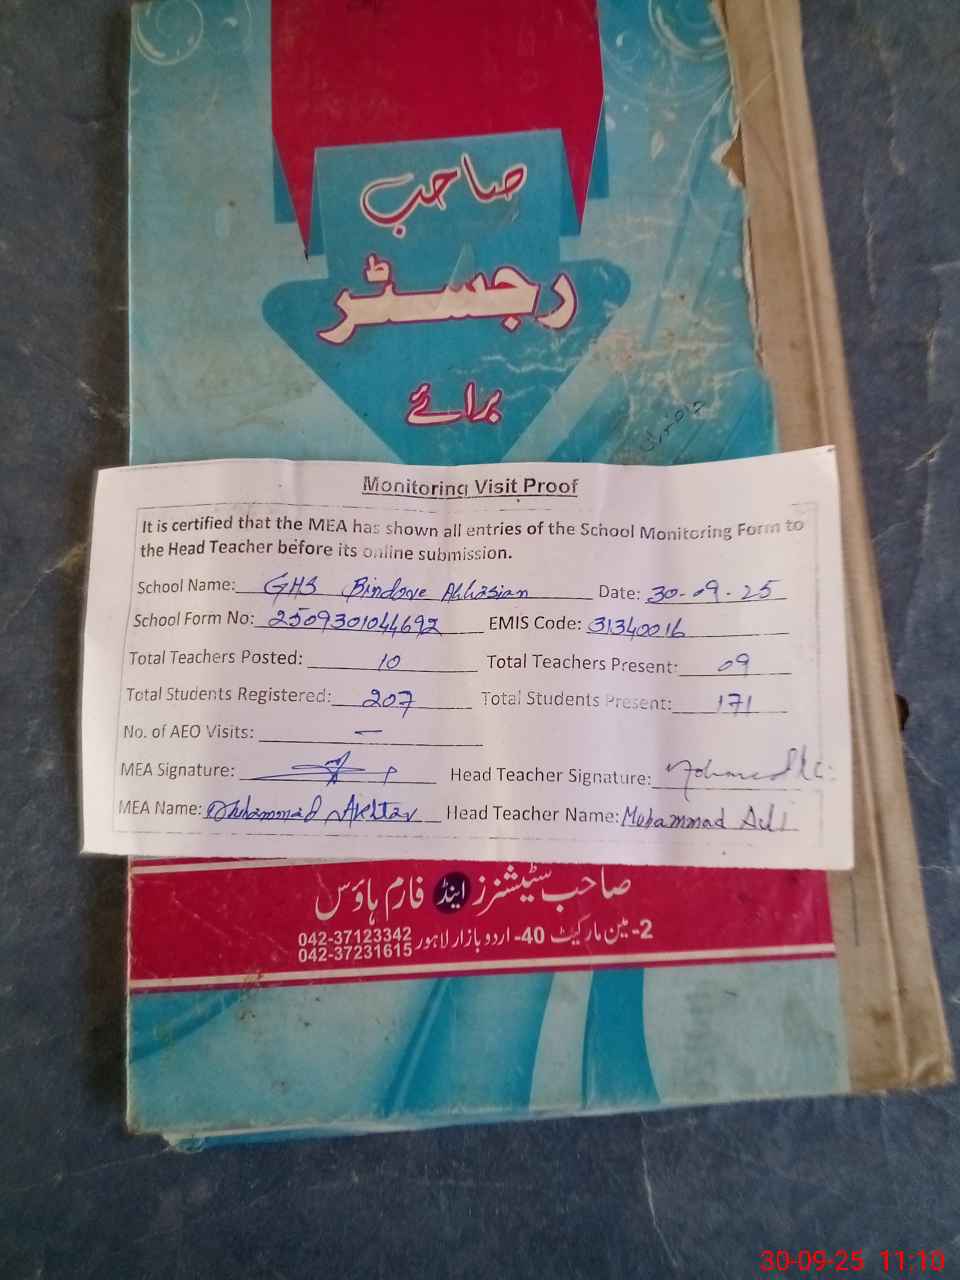 صاحب
رجسٹر
برائے
Monitoring Visit Proof
It is certified that the MEA has shown all entries of the School Monitoring Form to
the Head Teacher before its online submission.
School Name: GHS Date: 30-09-25
School Form No: 2509301044692 EMIS Code: 31340016
Total Teachers Posted: 10 Total Teachers Present: 09
Total Students Registered: 207 Total Students Present: 171
No. of AEO Visits: —
MEA Signature: Head Teacher Signature:
MEA Name: Muhammad Akhtar Head Teacher Name: Muhammad
صاحب سٹیشنرز اینڈ فارم ہاؤس
2-مین مارکیٹ 40-اردو بازار لاہور 042-37123342
042-37231615
30-09-25 11:10